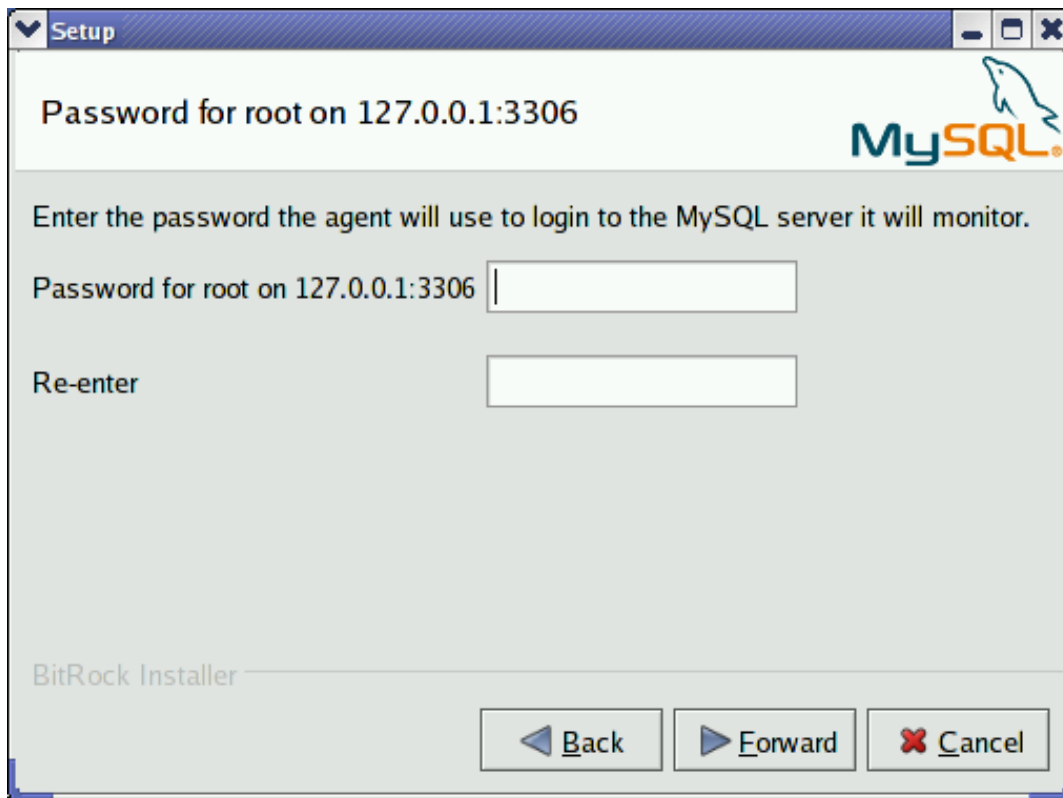 Setup
Password for root on 127.0.0.1:3306
MySQL®
Enter the password the agent will use to login to the MySQL server it will monitor.
Password for root on 127.0.0.1:3306
Re-enter
BitRock Installer
Back
Forward
Cancel